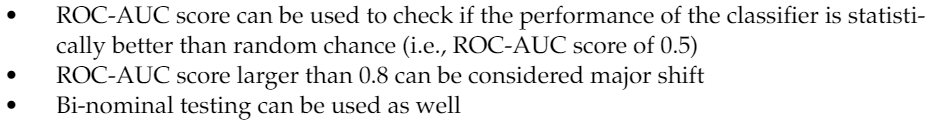 • ROC-AUC score can be used to check if the performance of the classifier is statisti-
cally better than random chance (i.e., ROC-AUC score of 0.5)
• ROC-AUC score larger than 0.8 can be considered major shift
• Bi-nominal testing can be used as well